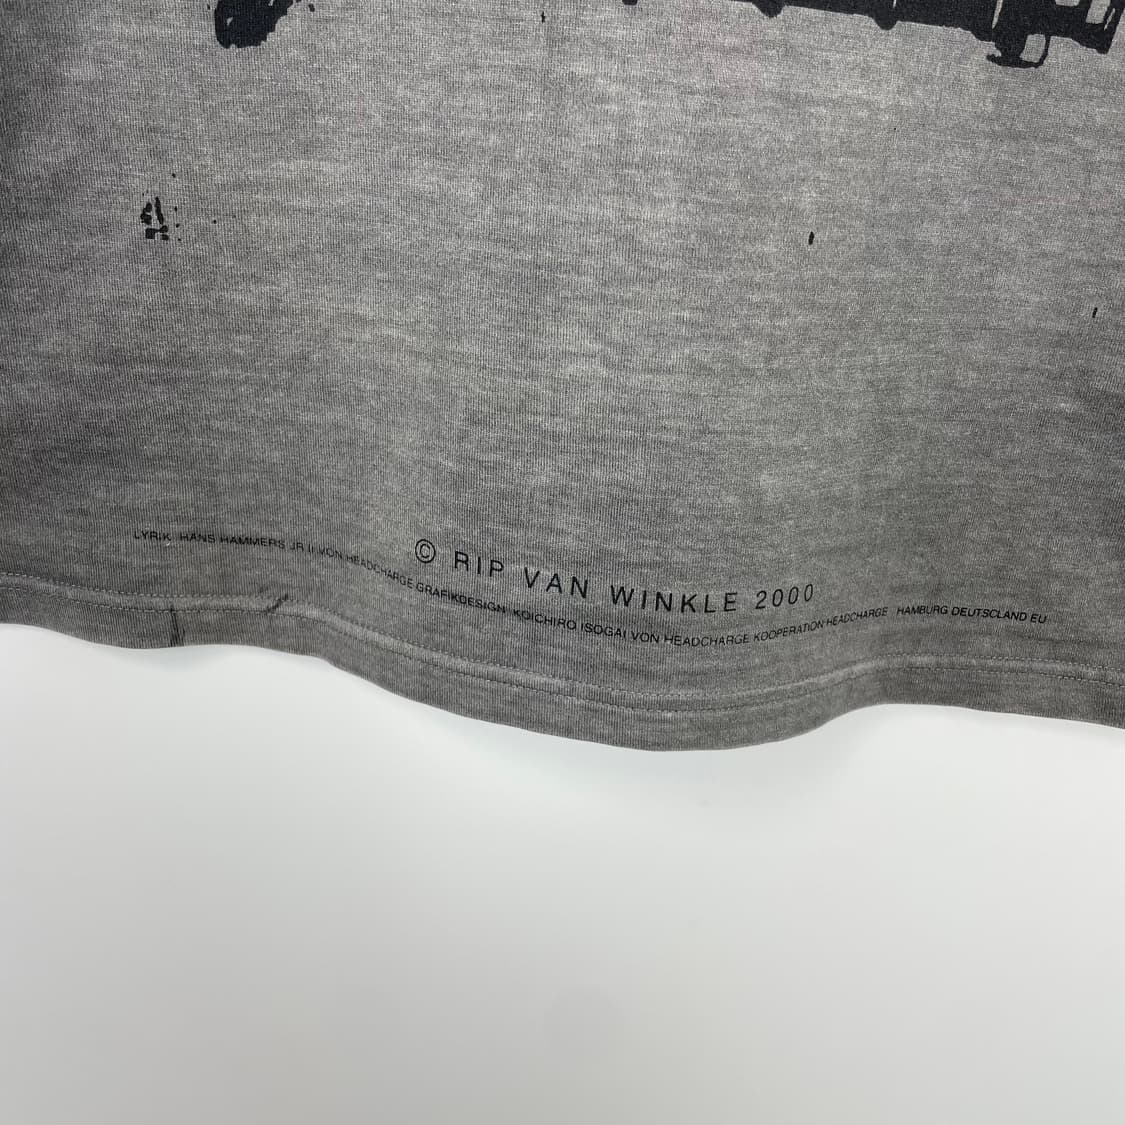 © RIP VAN WINKLE 2000
LYRIK HANS HAMMERS JR II VON HEADCHARGE GRAFIKDESIGN KOICHIRO ISOGAI VON HEADCHARGE KOOPERATION HEADCHARGE HAMBURG DEUTSCLAND EU